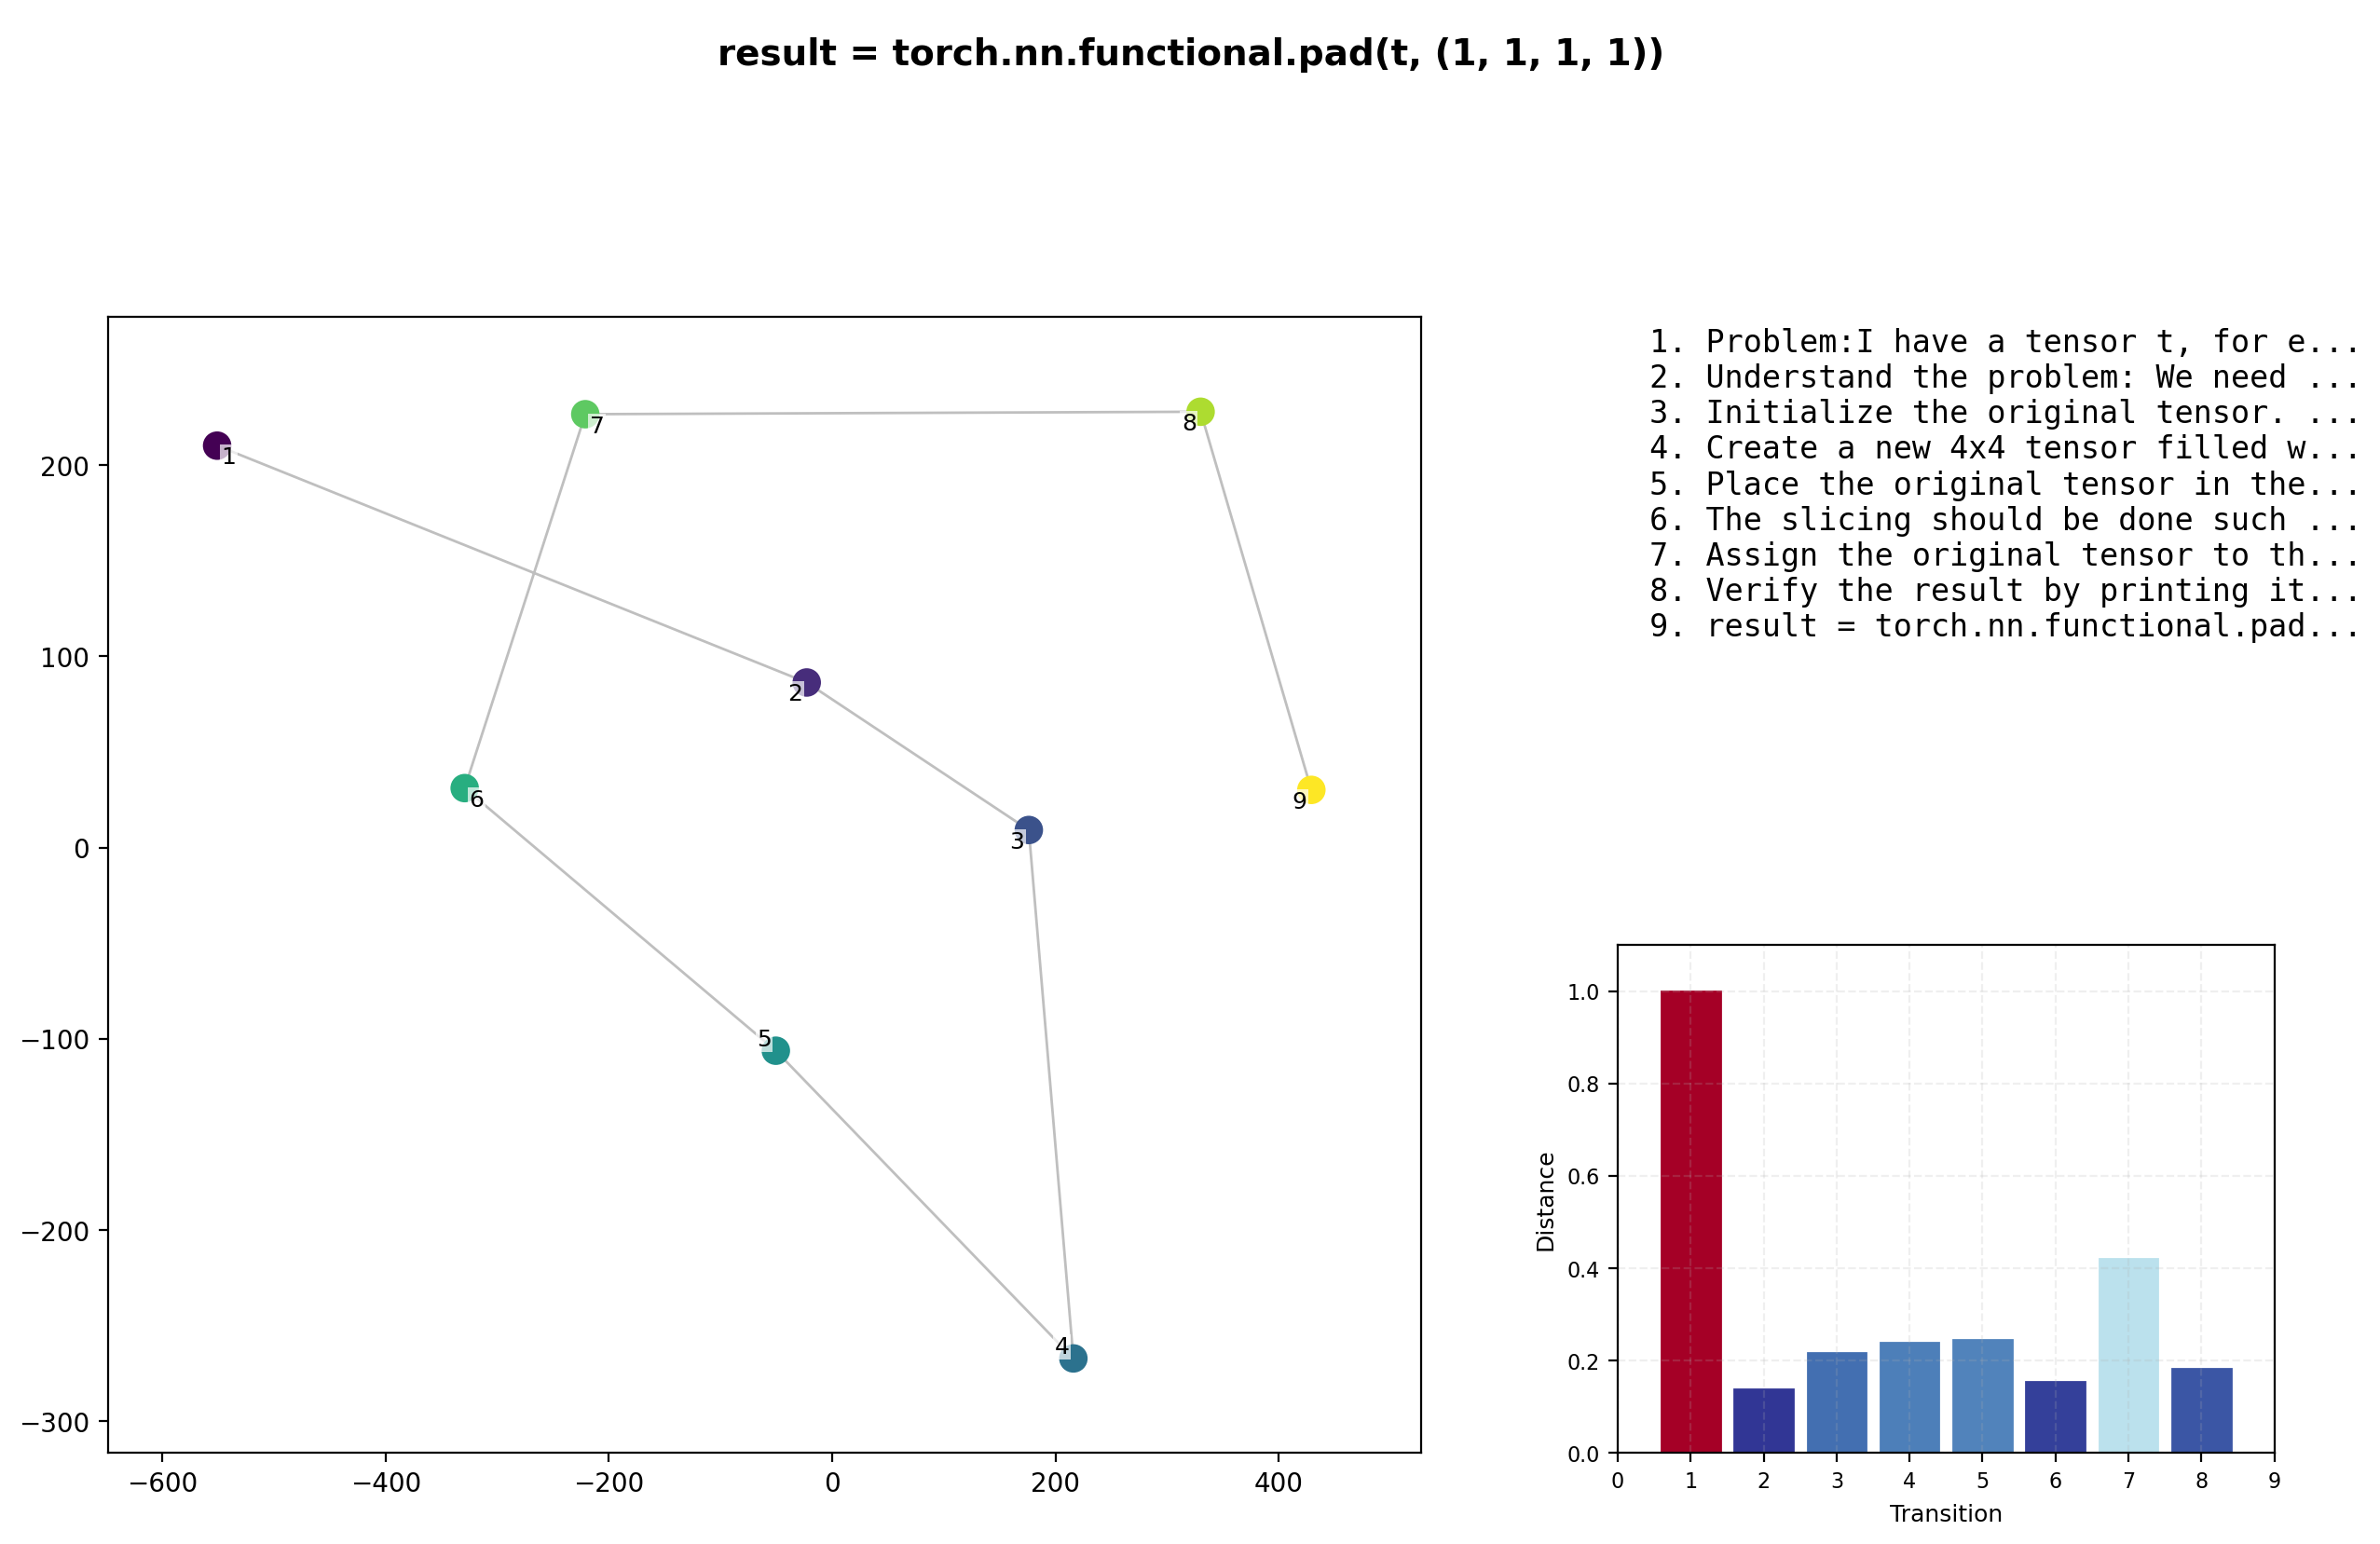 result = torch.nn.functional.pad(t, (1, 1, 1, 1))
200
100
0
−100
−200
−300
−600
−400
−200
0
200
400
1
2
3
4
5
6
7
8
9
1. Problem:I have a tensor t, for e...
2. Understand the problem: We need ...
3. Initialize the original tensor. ...
4. Create a new 4x4 tensor filled w...
5. Place the original tensor in the...
6. The slicing should be done such ...
7. Assign the original tensor to th...
8. Verify the result by printing it...
9. result = torch.nn.functional.pad...
Distance
1.0
0.8
0.6
0.4
0.2
0.0
0 1 2 3 4 5 6 7 8 9
Transition